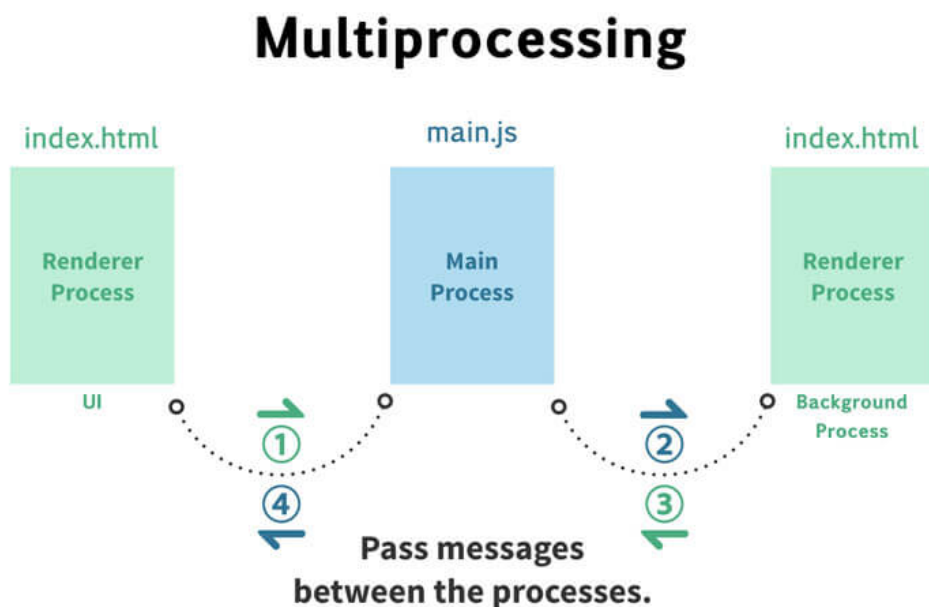 Multiprocessing
index.html
main.js
index.html
Renderer
Process
Main
Process
Renderer
Process
UI
Background
Process
1
2
4
3
Pass messages
between the processes.